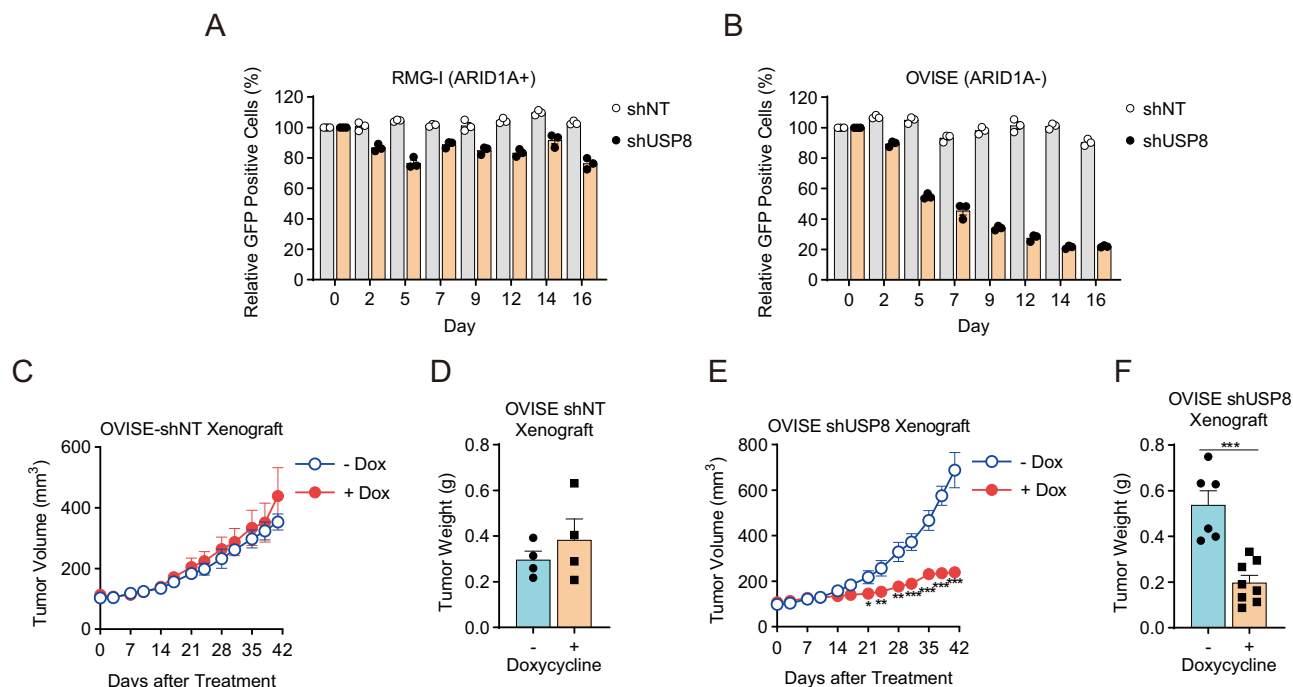 A
RMG-I (ARID1A+)
Relative GFP Positive Cells (%)
120
100
80
60
40
20
0
0 2 5 7 9 12 14 16
Day
shNT
shUSP8
B
OVISE (ARID1A-)
Relative GFP Positive Cells (%)
120
100
80
60
40
20
0
0 2 5 7 9 12 14 16
Day
shNT
shUSP8
C
OVISE-shNT Xenograft
Tumor Volume (mm3)
600
400
200
0
0 7 14 21 28 35 42
Days after Treatment
- Dox
+ Dox
D
OVISE shNT
Xenograft
Tumor Weight (g)
0.8
0.6
0.4
0.2
0.0
- +
Doxycycline
E
OVISE shUSP8 Xenograft
Tumor Volume (mm3)
800
600
400
200
0
* ** ** *** *** *** ***
0 7 14 21 28 35 42
Days after Treatment
- Dox
+ Dox
F
OVISE shUSP8
Xenograft
***
Tumor Weight (g)
0.8
0.6
0.4
0.2
0.0
- +
Doxycycline